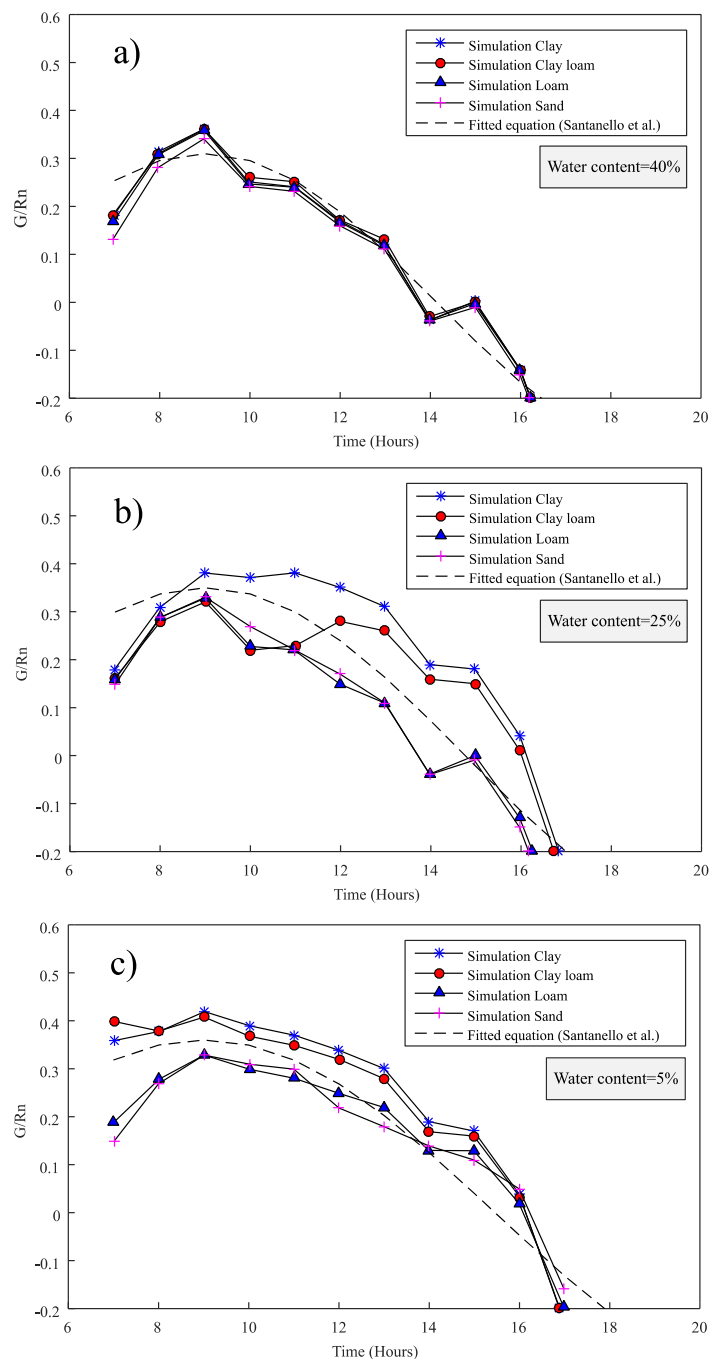 0.6
a)
Simulation Clay
Simulation Clay loam
Simulation Loam
Simulation Sand
Fitted equation (Santanello et al.)
Water content=40%
0.5
0.4
0.3
0.2
0.1
0
-0.1
-0.2
G/Rn
6 8 10 12 14 16 18 20
Time (Hours)
0.6
b)
Simulation Clay
Simulation Clay loam
Simulation Loam
Simulation Sand
Fitted equation (Santanello et al.)
Water content=25%
0.5
0.4
0.3
0.2
0.1
0
-0.1
-0.2
G/Rn
6 8 10 12 14 16 18 20
Time (Hours)
0.6
c)
Simulation Clay
Simulation Clay loam
Simulation Loam
Simulation Sand
Fitted equation (Santanello et al.)
Water content=5%
0.5
0.4
0.3
0.2
0.1
0
-0.1
-0.2
G/Rn
6 8 10 12 14 16 18 20
Time (Hours)